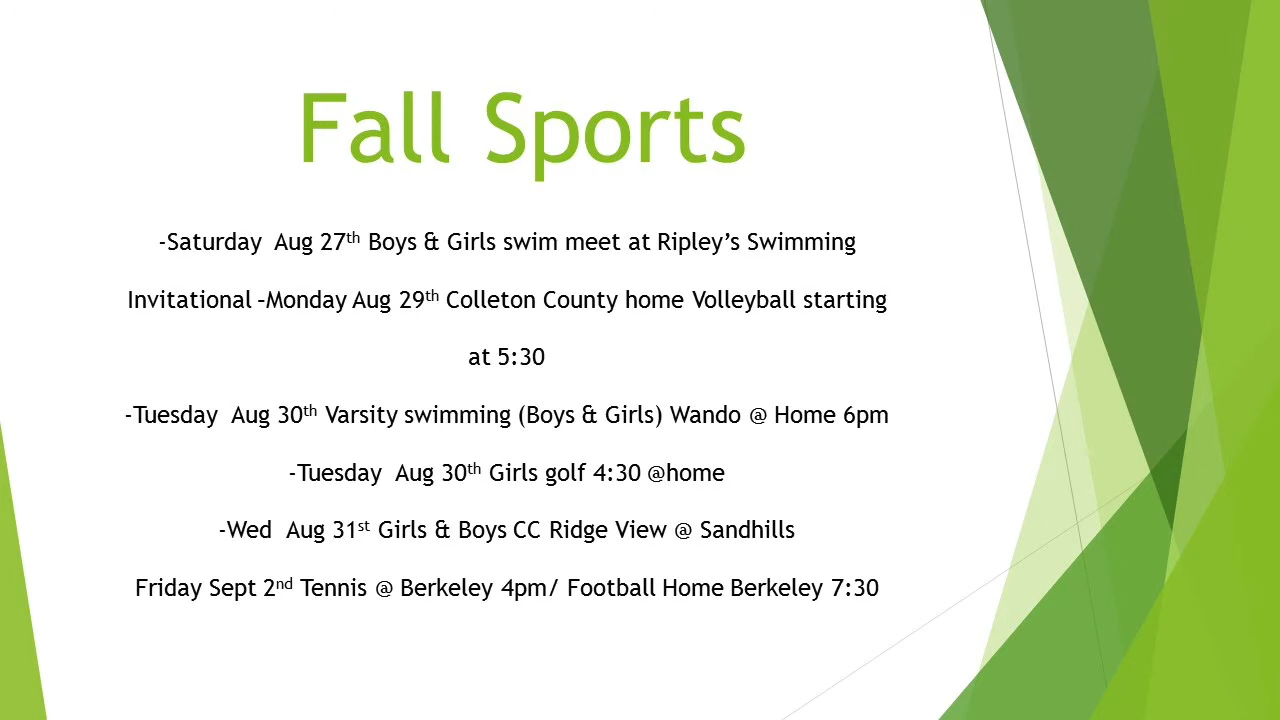 Fall Sports
-Saturday  Aug 27th Boys & Girls swim meet at Ripley’s Swimming
Invitational –Monday Aug 29th Colleton County home Volleyball starting
at 5:30
-Tuesday  Aug 30th Varsity swimming (Boys & Girls) Wando @ Home 6pm
-Tuesday  Aug 30th Girls golf 4:30 @home
-Wed  Aug 31st Girls & Boys CC Ridge View @ Sandhills
Friday Sept 2nd Tennis @ Berkeley 4pm/ Football Home Berkeley 7:30